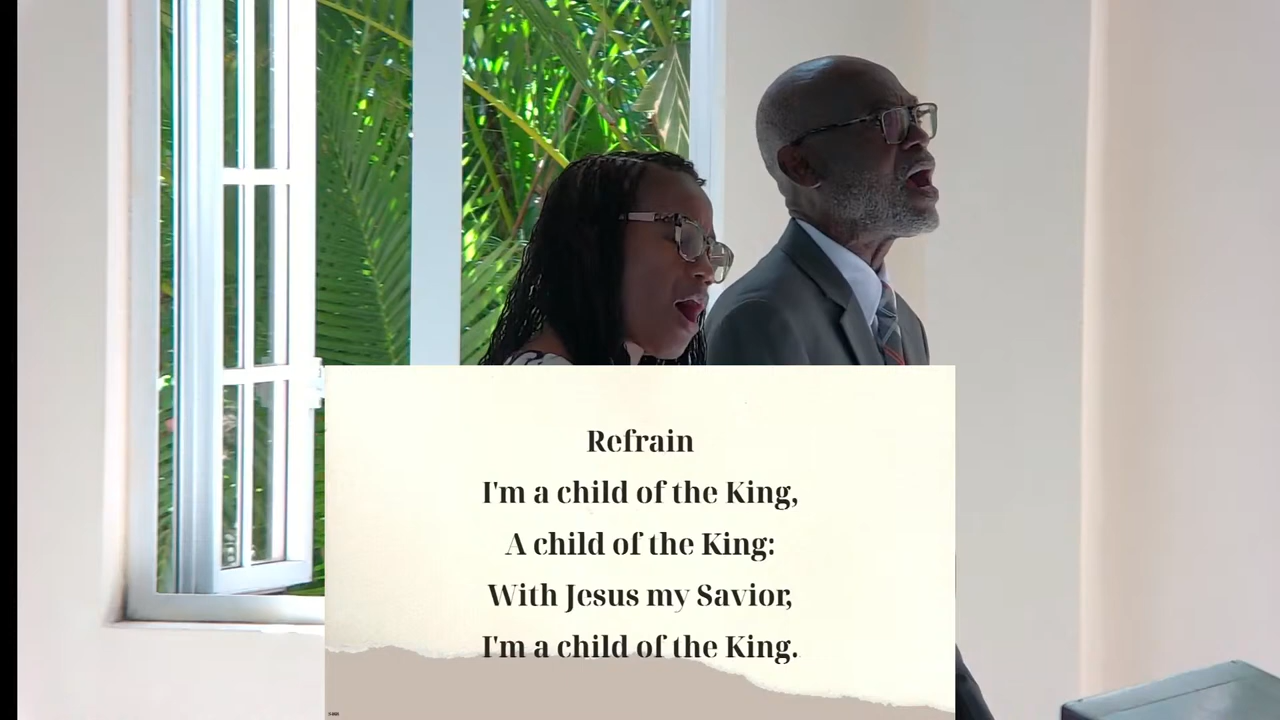 Refrain
I'm a child of the King,
A child of the King:
With Jesus my Savior,
I'm a child of the King.